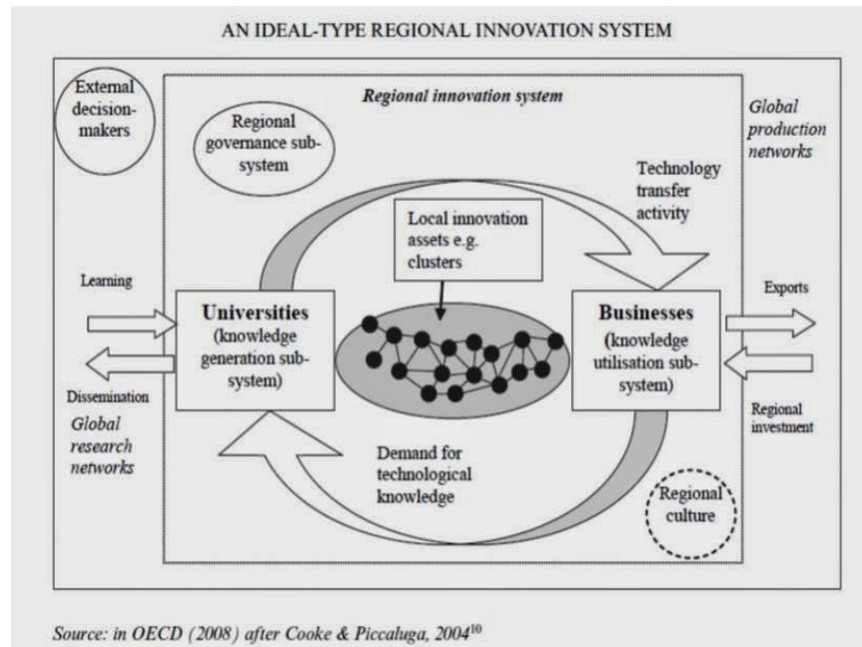 AN IDEAL-TYPE REGIONAL INNOVATION SYSTEM
External
decision-
makers
Regional innovation system
Regional
governance sub-
system
Global
production
networks
Technology
transfer
activity
Local innovation
assets e.g.
clusters
Learning
Universities
(knowledge
generation sub-
system)
Businesses
(knowledge
utilisation sub-
system)
Exports
Dissemination
Global
research
networks
Regional
investment
Demand for
technological
knowledge
Regional
culture
Source: in OECD (2008) after Cooke & Piccaluga, 2004¹⁰